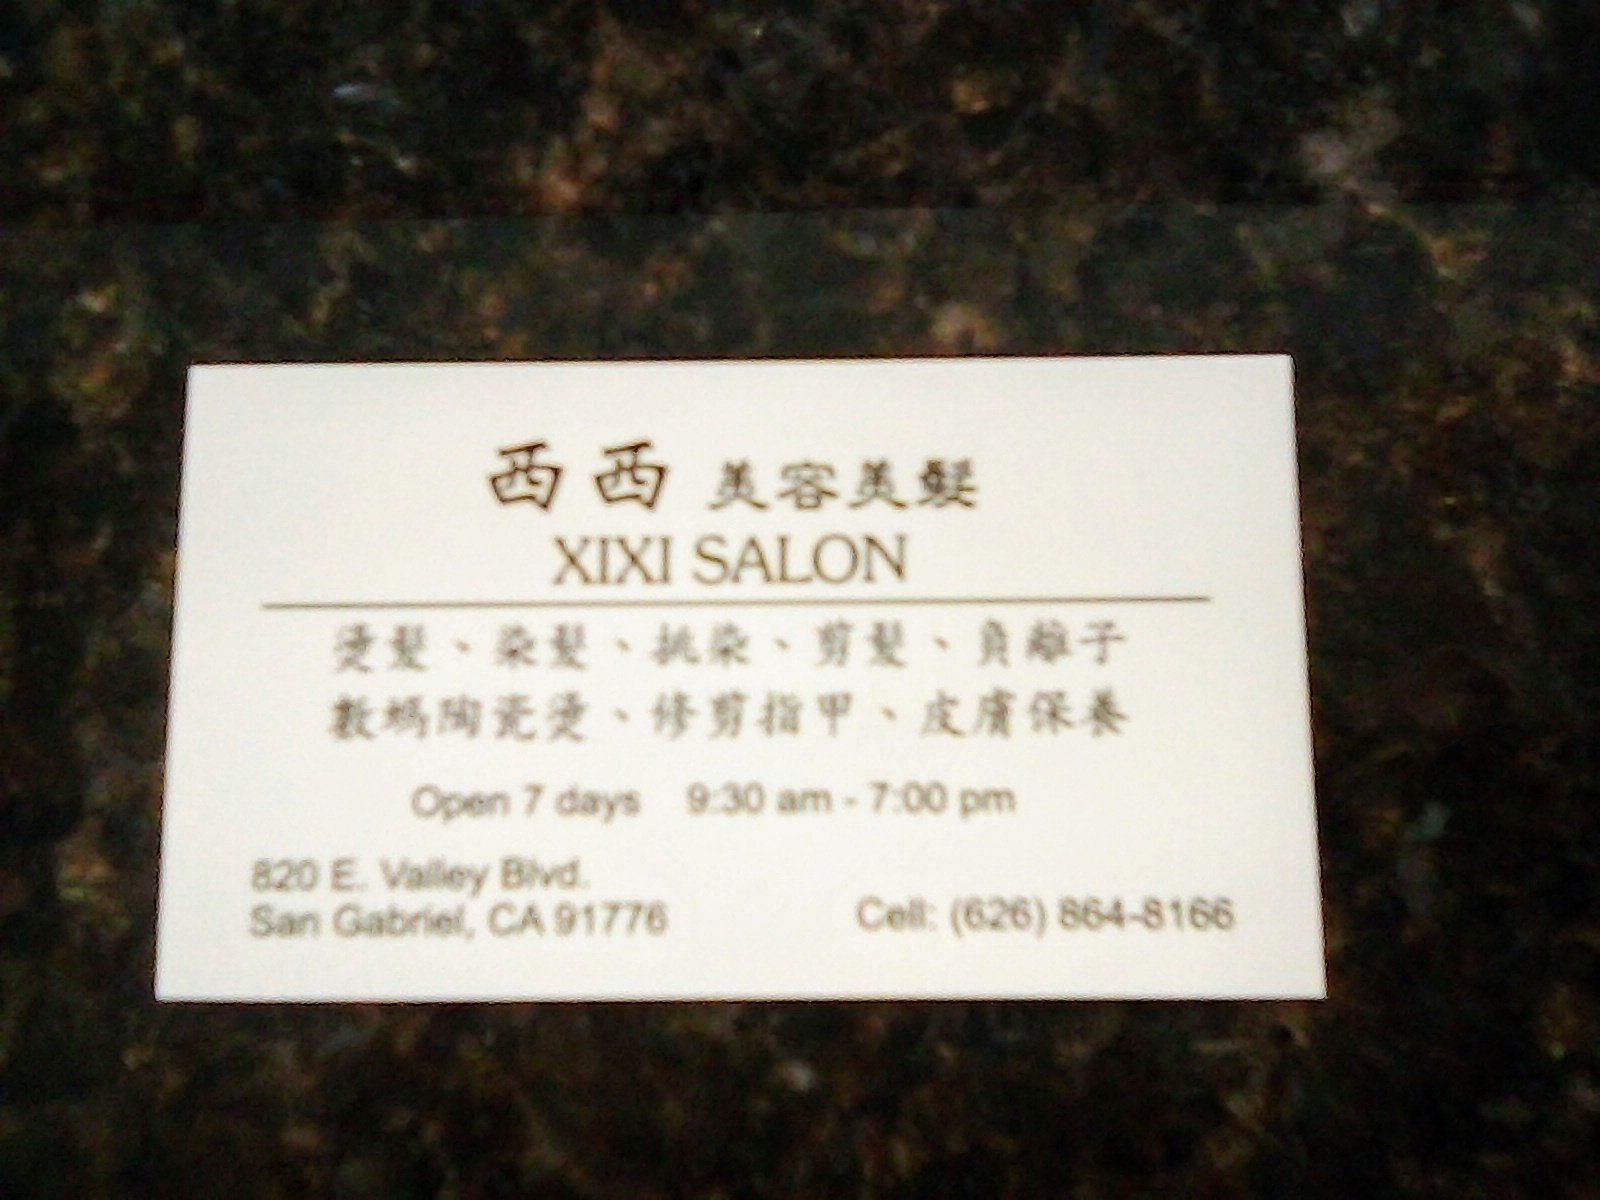 西西 美容美髮
XIXI SALON
燙髮、染髮、挑染、剪髮、負離子
數碼陶瓷燙、修剪指甲、皮膚保養
Open 7 days 9:30 am - 7:00 pm
820 E. Valley Blvd.
San Gabriel, CA 91776
Cell: (626) 864-8166